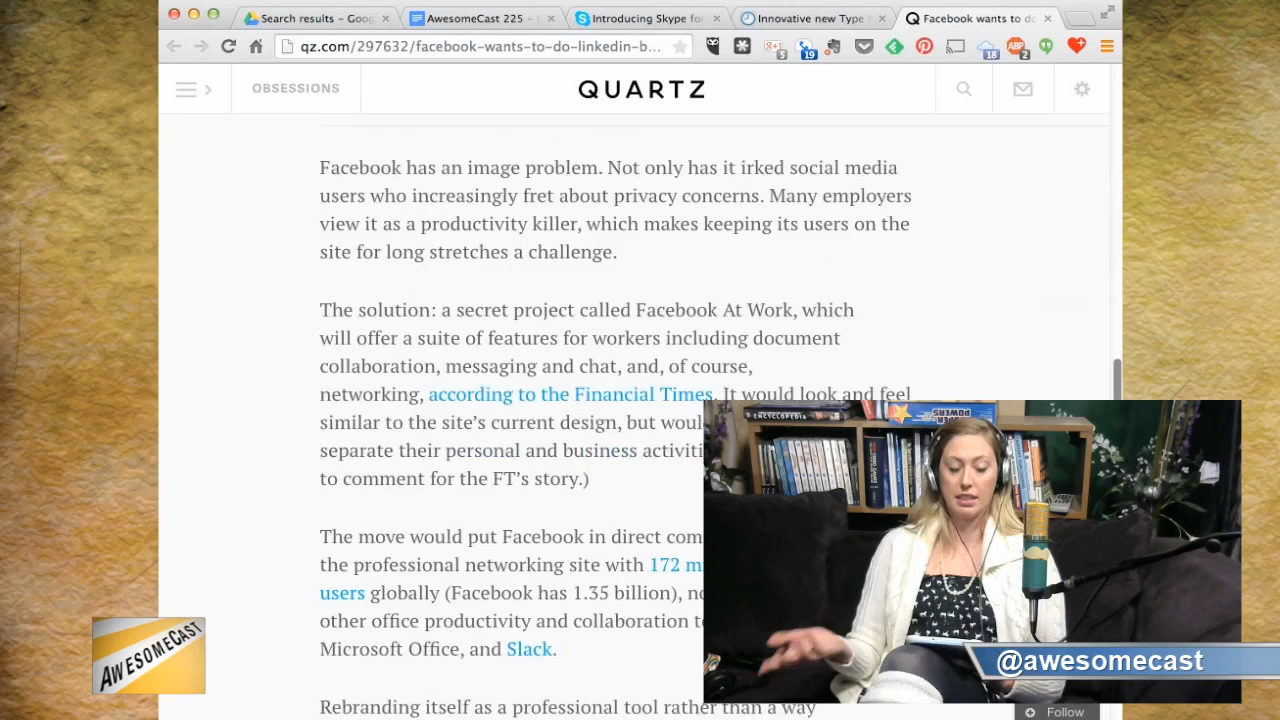 Search results – Goo
AwesomeCast 225 –
Introducing Skype for
Innovative new Type
Facebook wants to do
qz.com/297632/facebook-wants-to-do-linkedin-b...
5
19
18
ABP
2
OBSESSIONS
QUARTZ
Facebook has an image problem. Not only has it irked social media
users who increasingly fret about privacy concerns. Many employers
view it as a productivity killer, which makes keeping its users on the
site for long stretches a challenge.
The solution: a secret project called Facebook At Work, which
will offer a suite of features for workers including document
collaboration, messaging and chat, and, of course,
networking, according to the Financial Times. It would look and feel
similar to the site's current design, but woul
separate their personal and business activiti
to comment for the FT's story.)
The move would put Facebook in direct com
the professional networking site with 172 m
users globally (Facebook has 1.35 billion), no
other office productivity and collaboration to
Microsoft Office, and Slack.
Rebranding itself as a professional tool rather than a way
Follow
ENCYCLOPEDIA
POWERS
AWESOMECAST
@awesomecast